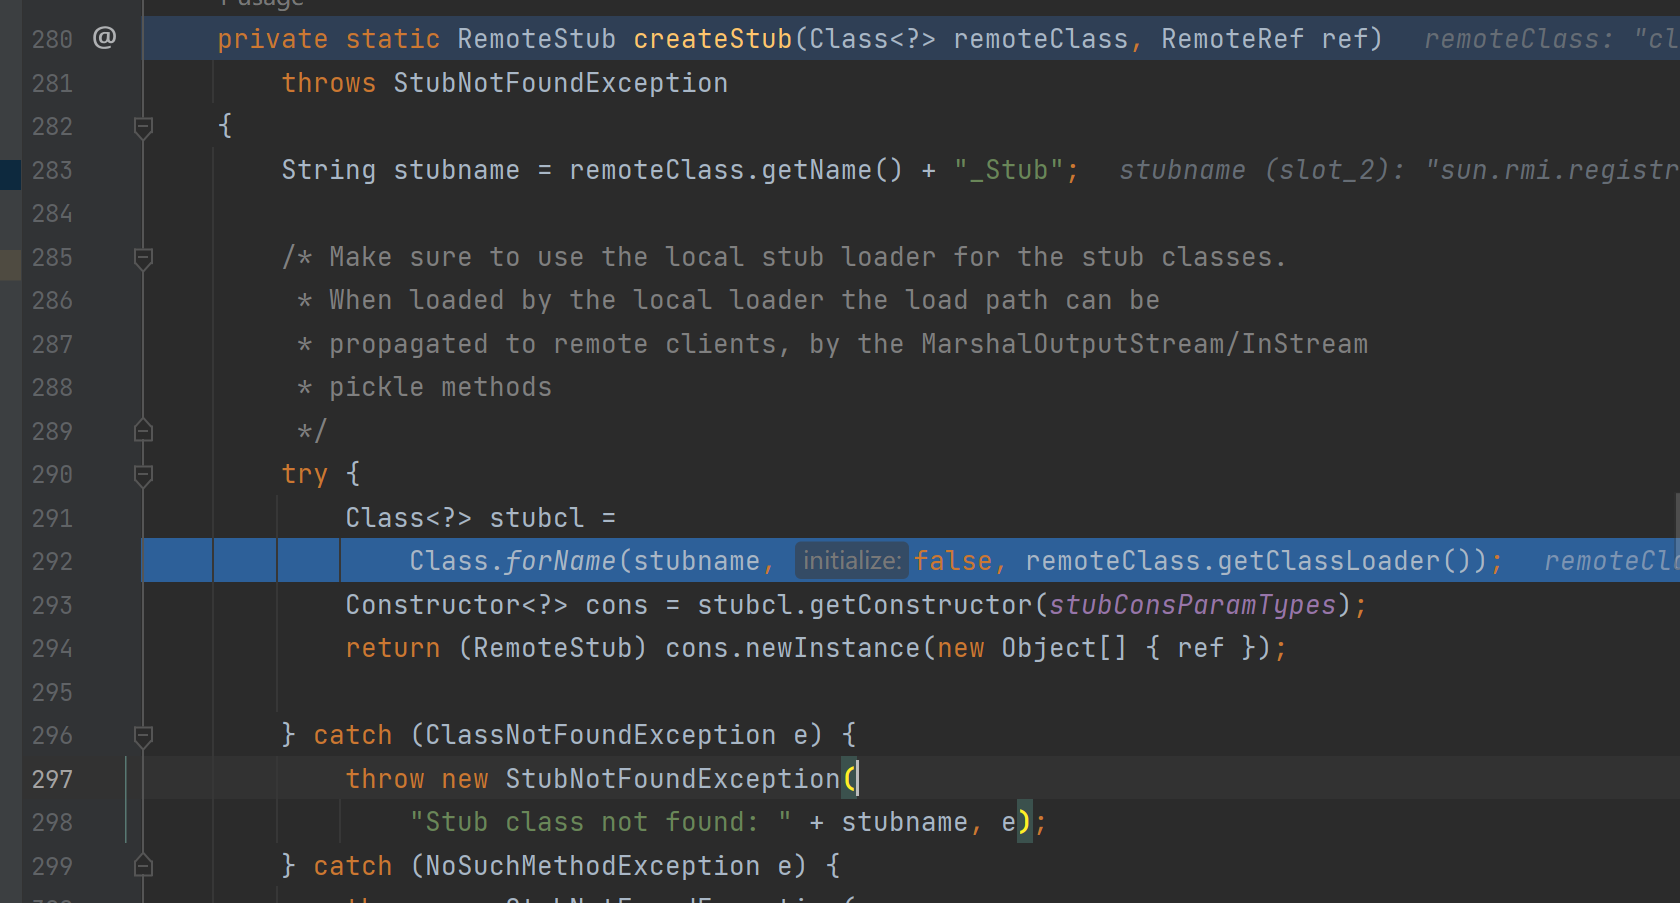 280 @ private static RemoteStub createStub(Class<?> remoteClass, RemoteRef ref) remoteClass: "cl
281 throws StubNotFoundException
282 {
283 String stubname = remoteClass.getName() + "_Stub"; stubname (slot_2): "sun.rmi.registr
284
285 /* Make sure to use the local stub loader for the stub classes.
286 * When loaded by the local loader the load path can be
287 * propagated to remote clients, by the MarshalOutputStream/InStream
288 * pickle methods
289 */
290 try {
291 Class<?> stubcl =
292 Class.forName(stubname, initialize: false, remoteClass.getClassLoader()); remoteCl
293 Constructor<?> cons = stubcl.getConstructor(stubConsParamTypes);
294 return (RemoteStub) cons.newInstance(new Object[] { ref });
295
296 } catch (ClassNotFoundException e) {
297 throw new StubNotFoundException(
298 "Stub class not found: " + stubname, e);
299 } catch (NoSuchMethodException e) {